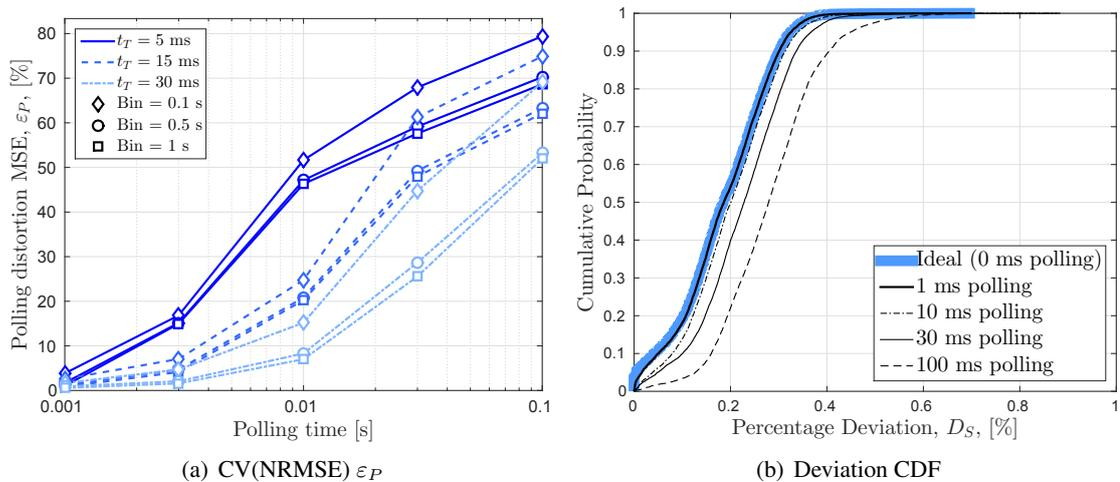 Polling distortion MSE, εP, [%]
80
70
60
50
40
30
20
10
0
tT = 5 ms
tT = 15 ms
tT = 30 ms
Bin = 0.1 s
Bin = 0.5 s
Bin = 1 s
0.001
0.01
0.1
Polling time [s]
(a) CV(NRMSE) εP
Cumulative Probability
1
0.9
0.8
0.7
0.6
0.5
0.4
0.3
0.2
0.1
0
Ideal (0 ms polling)
1 ms polling
10 ms polling
30 ms polling
100 ms polling
0
0.2
0.4
0.6
0.8
1
Percentage Deviation, DS, [%]
(b) Deviation CDF